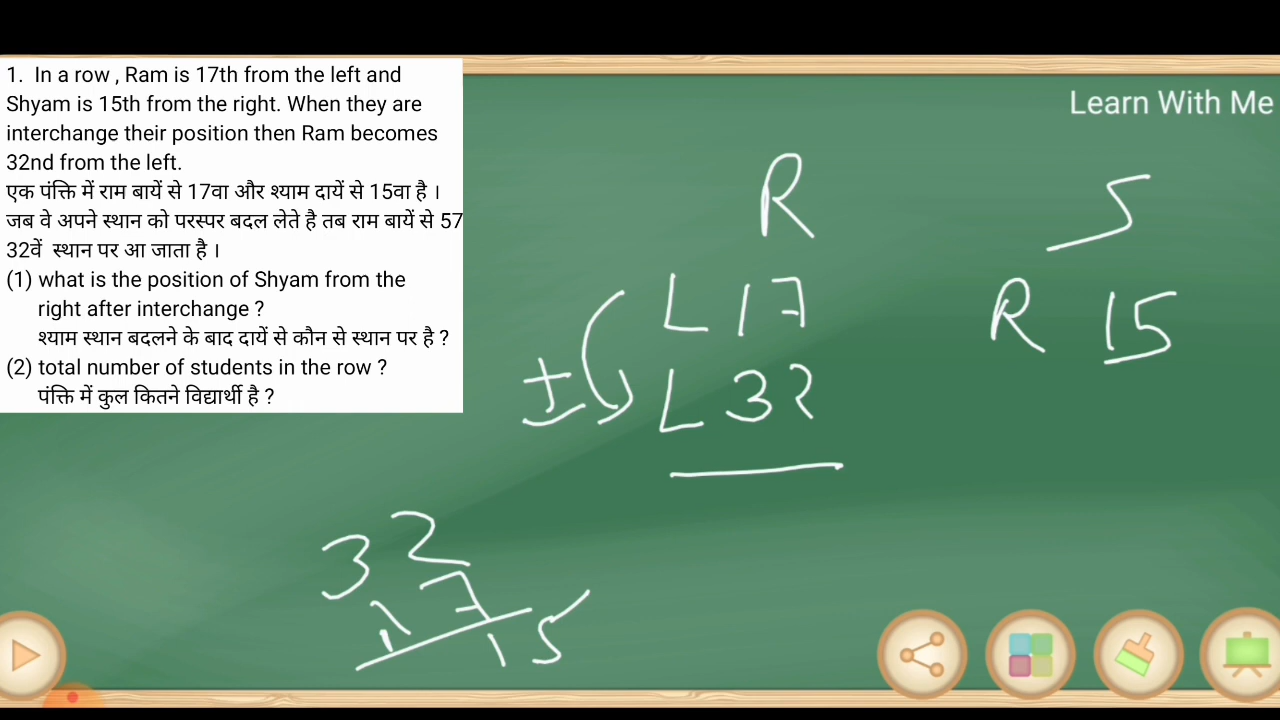 1. In a row , Ram is 17th from the left and
Shyam is 15th from the right. When they are
interchange their position then Ram becomes
32nd from the left.
एक पंक्ति में राम बायें से 17वा और श्याम दायें से 15वा है ।
जब वे अपने स्थान को परस्पर बदल लेते है तब राम बायें से 57
32वें स्थान पर आ जाता है ।
(1) what is the position of Shyam from the
right after interchange ?
श्याम स्थान बदलने के बाद दायें से कौन से स्थान पर है ?
(2) total number of students in the row ?
पंक्ति में कुल कितने विद्यार्थी है ?
Learn With Me
R S
L 17 R 15
± L 32
32
17
15